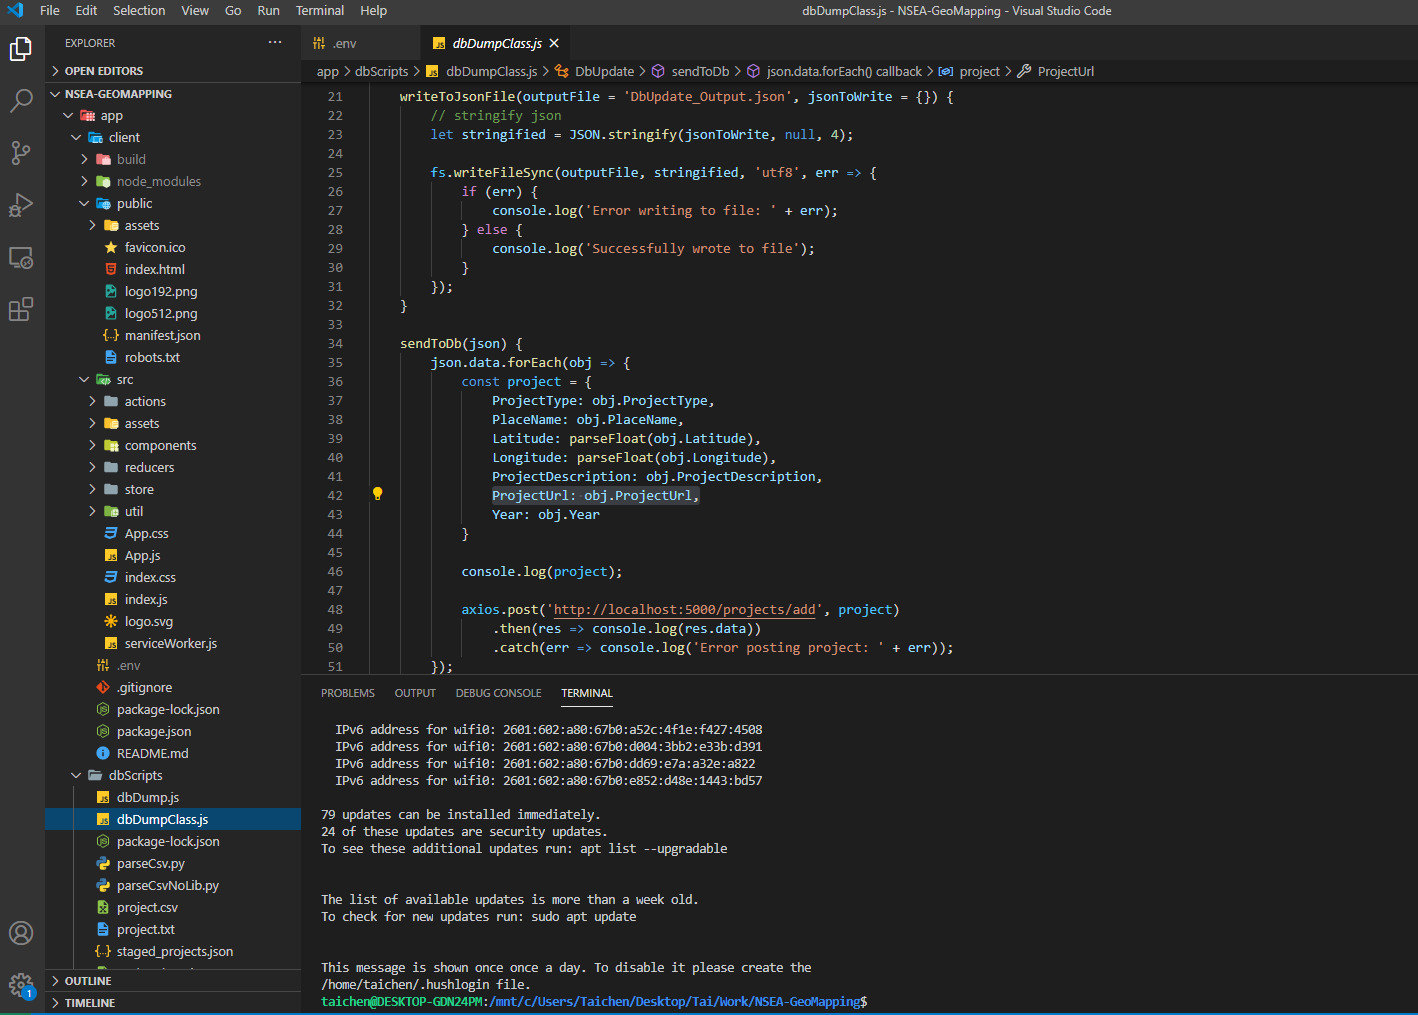 File Edit Selection View Go Run Terminal Help
dbDumpClass.js - NSEA-GeoMapping - Visual Studio Code
EXPLORER
OPEN EDITORS
NSEA-GEOMAPPING
app
client
build
node_modules
public
assets
favicon.ico
index.html
logo192.png
logo512.png
manifest.json
robots.txt
src
actions
assets
components
reducers
store
util
App.css
App.js
index.css
index.js
logo.svg
serviceWorker.js
.env
.gitignore
package-lock.json
package.json
README.md
dbScripts
dbDump.js
dbDumpClass.js
package-lock.json
parseCsv.py
parseCsvNoLib.py
project.csv
project.txt
staged_projects.json
OUTLINE
TIMELINE
1
.env
dbDumpClass.js
app > dbScripts > dbDumpClass.js > DbUpdate > sendToDb > json.data.forEach() callback > project > ProjectUrl
21 writeToJsonFile(outputFile = 'DbUpdate_Output.json', jsonToWrite = {}) {
22 // stringify json
23 let stringified = JSON.stringify(jsonToWrite, null, 4);
24
25 fs.writeFileSync(outputFile, stringified, 'utf8', err => {
26 if (err) {
27 console.log('Error writing to file: ' + err);
28 } else {
29 console.log('Successfully wrote to file');
30 }
31 });
32 }
33
34 sendToDb(json) {
35 json.data.forEach(obj => {
36 const project = {
37 ProjectType: obj.ProjectType,
38 PlaceName: obj.PlaceName,
39 Latitude: parseFloat(obj.Latitude),
40 Longitude: parseFloat(obj.Longitude),
41 ProjectDescription: obj.ProjectDescription,
42 ProjectUrl: obj.ProjectUrl,
43 Year: obj.Year
44 }
45
46 console.log(project);
47
48 axios.post('http://localhost:5000/projects/add', project)
49 .then(res => console.log(res.data))
50 .catch(err => console.log('Error posting project: ' + err));
51 });
PROBLEMS OUTPUT DEBUG CONSOLE TERMINAL
IPv6 address for wifi0: 2601:602:a80:67b0:a52c:4f1e:f427:4508
IPv6 address for wifi0: 2601:602:a80:67b0:d004:3bb2:e33b:d391
IPv6 address for wifi0: 2601:602:a80:67b0:dd69:e7a:a32e:a822
IPv6 address for wifi0: 2601:602:a80:67b0:e852:d48e:1443:bd57
79 updates can be installed immediately.
24 of these updates are security updates.
To see these additional updates run: apt list --upgradable
The list of available updates is more than a week old.
To check for new updates run: sudo apt update
This message is shown once once a day. To disable it please create the
/home/taichen/.hushlogin file.
taichen@DESKTOP-GDN24PM:/mnt/c/Users/Taichen/Desktop/Tai/Work/NSEA-GeoMapping$